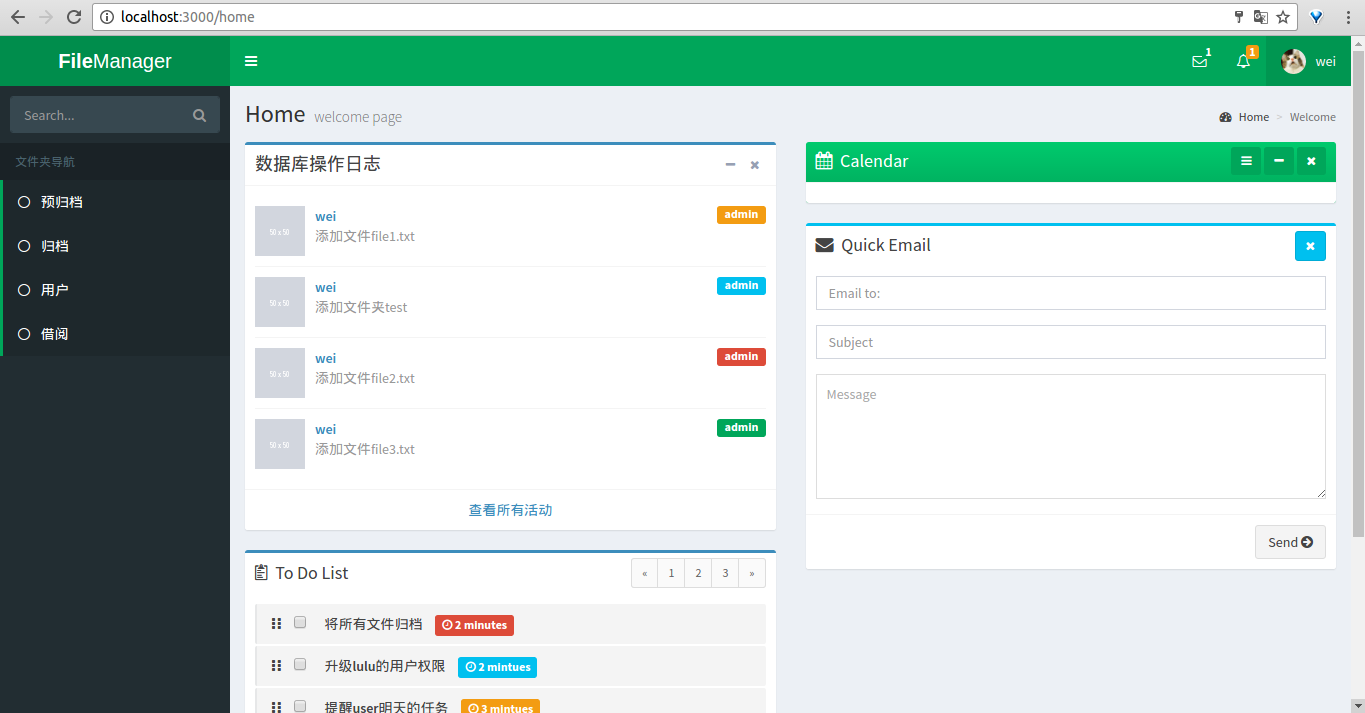 localhost:3000/home
FileManager
1
1
wei
Search...
文件夹导航
预归档
归档
用户
借阅
Home welcome page
Home > Welcome
数据库操作日志
50 x 50
wei
admin
添加文件file1.txt
50 x 50
wei
admin
添加文件夹test
50 x 50
wei
admin
添加文件file2.txt
50 x 50
wei
admin
添加文件file3.txt
查看所有活动
To Do List
« 1 2 3 »
将所有文件归档 2 minutes
升级lulu的用户权限 2 mintues
提醒user明天的任务 3 mintues
Calendar
Quick Email
Email to:
Subject
Message
Send